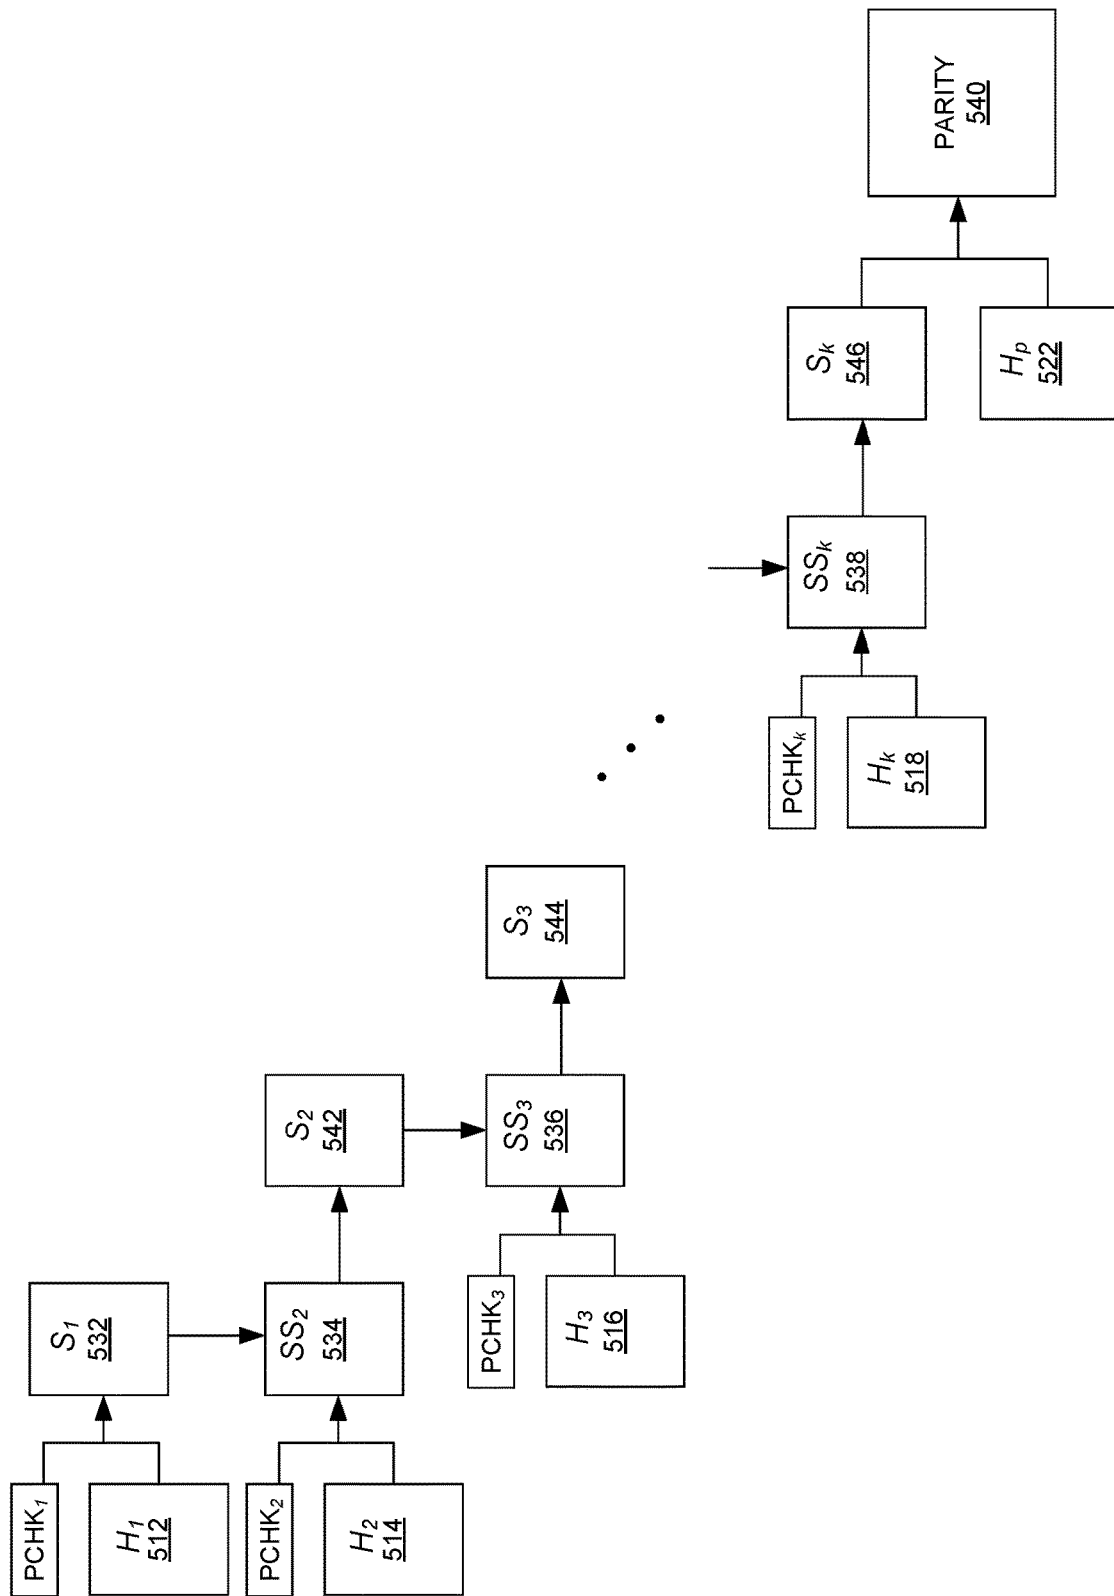 PCHK1
H1
512
S1
532
PCHK2
H2
514
SS2
534
S2
542
PCHK3
H3
516
SS3
536
S3
544
PCHKk
Hk
518
SSk
538
Sk
546
Hp
522
PARITY
540